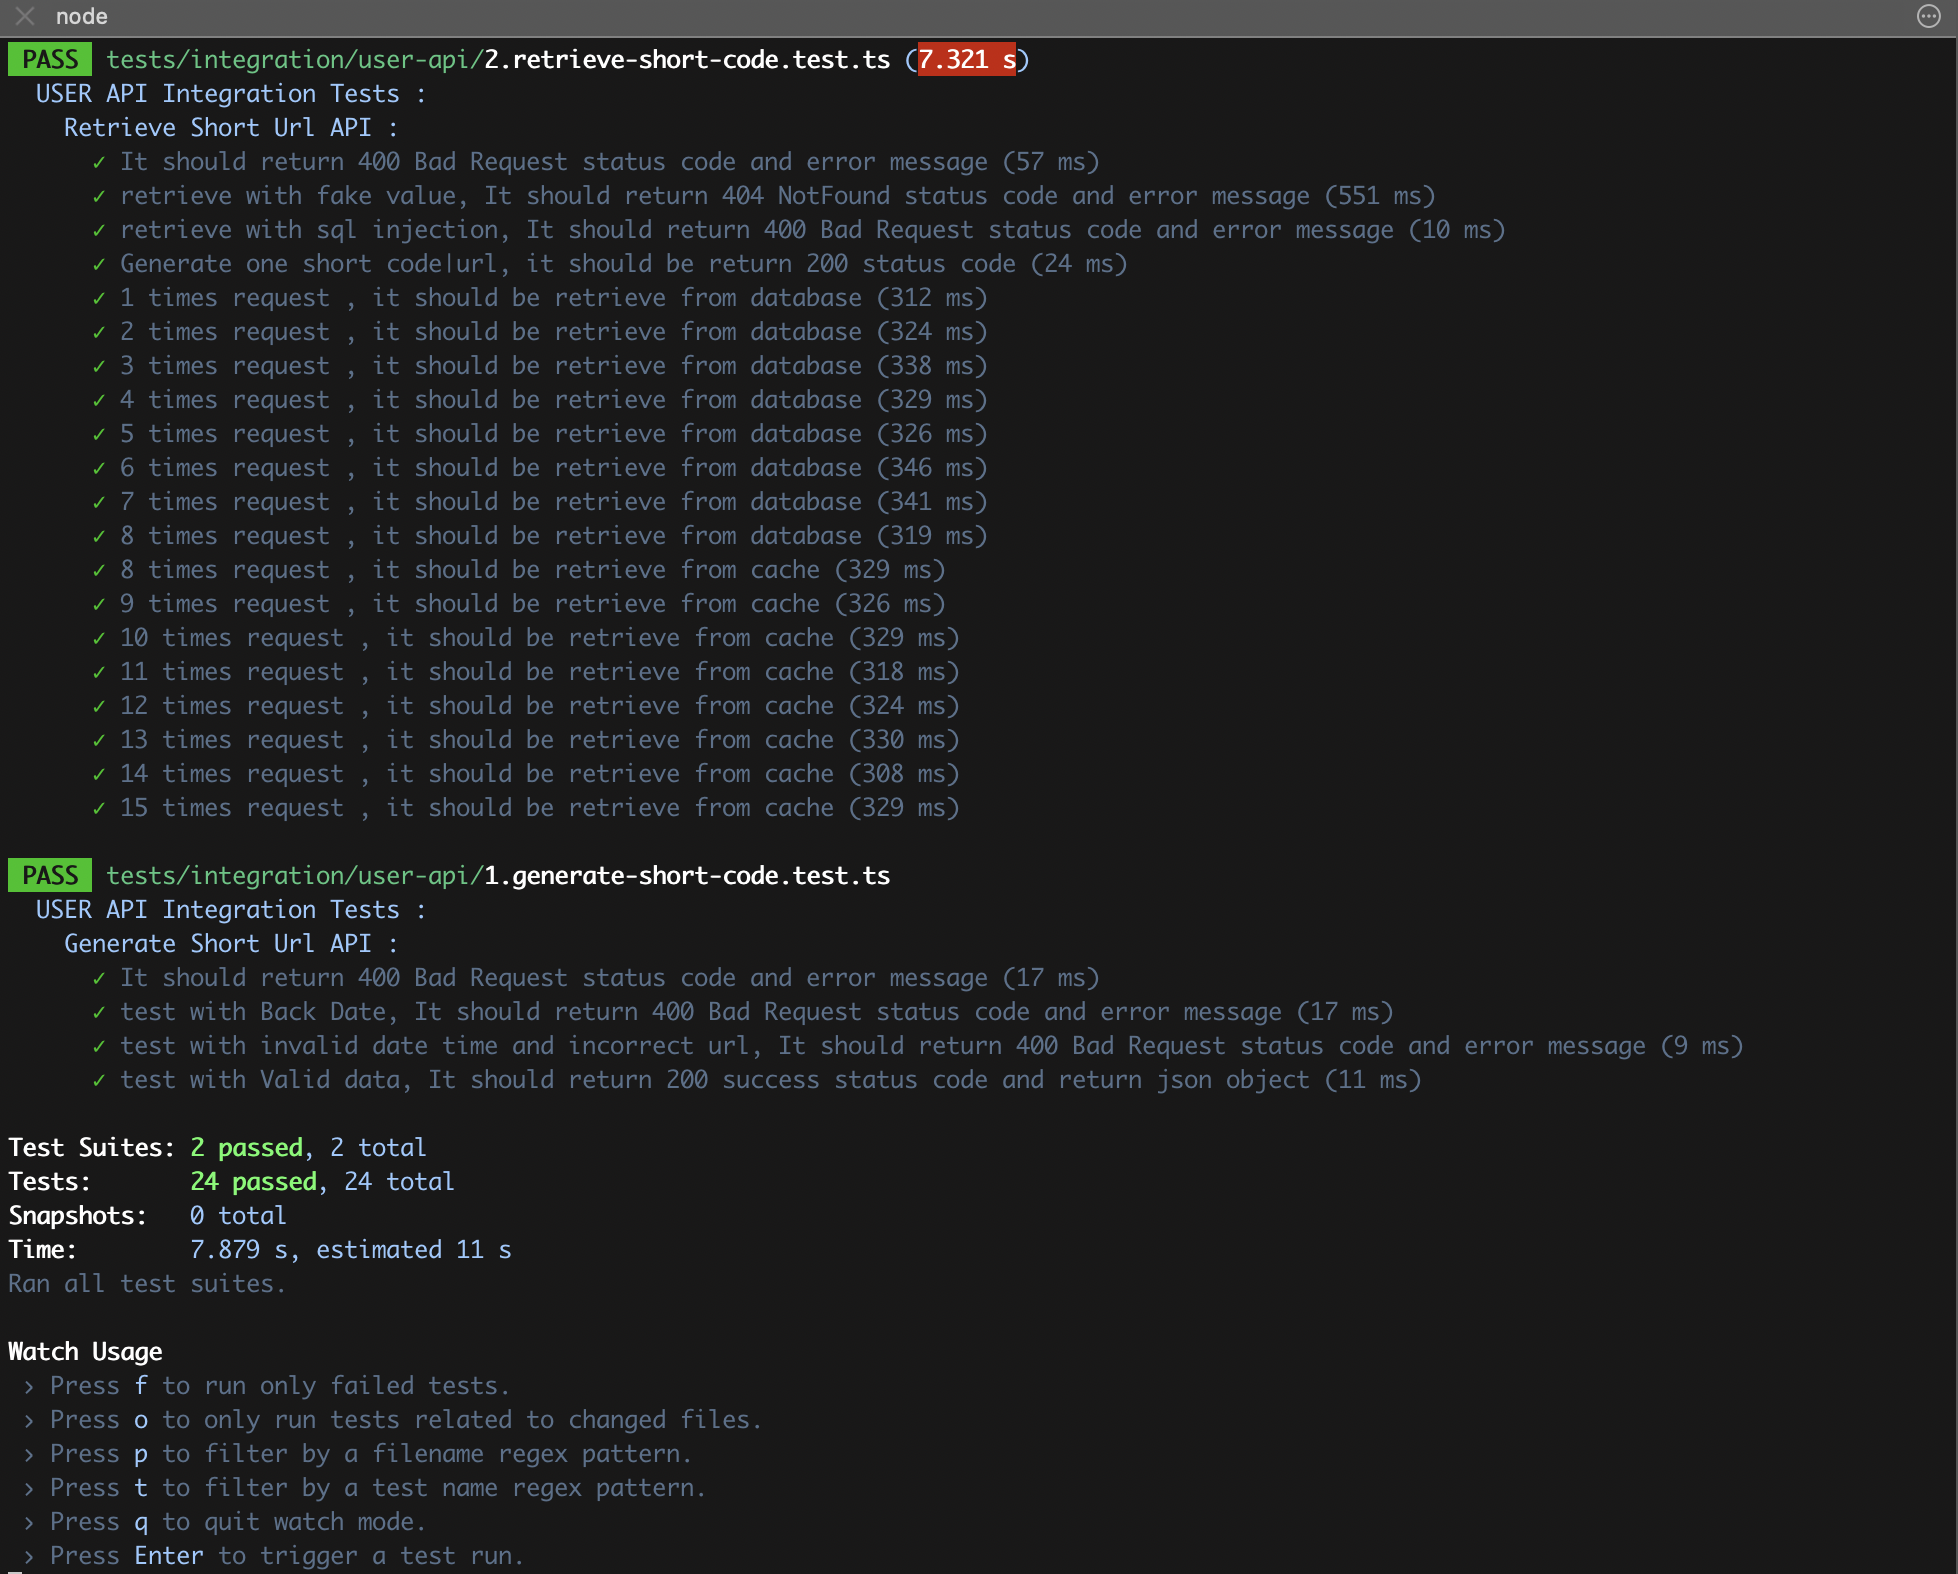 node
PASS tests/integration/user-api/2.retrieve-short-code.test.ts (7.321 s)
USER API Integration Tests :
Retrieve Short Url API :
✓ It should return 400 Bad Request status code and error message (57 ms)
✓ retrieve with fake value, It should return 404 NotFound status code and error message (551 ms)
✓ retrieve with sql injection, It should return 400 Bad Request status code and error message (10 ms)
✓ Generate one short code|url, it should be return 200 status code (24 ms)
✓ 1 times request , it should be retrieve from database (312 ms)
✓ 2 times request , it should be retrieve from database (324 ms)
✓ 3 times request , it should be retrieve from database (338 ms)
✓ 4 times request , it should be retrieve from database (329 ms)
✓ 5 times request , it should be retrieve from database (326 ms)
✓ 6 times request , it should be retrieve from database (346 ms)
✓ 7 times request , it should be retrieve from database (341 ms)
✓ 8 times request , it should be retrieve from database (319 ms)
✓ 8 times request , it should be retrieve from cache (329 ms)
✓ 9 times request , it should be retrieve from cache (326 ms)
✓ 10 times request , it should be retrieve from cache (329 ms)
✓ 11 times request , it should be retrieve from cache (318 ms)
✓ 12 times request , it should be retrieve from cache (324 ms)
✓ 13 times request , it should be retrieve from cache (330 ms)
✓ 14 times request , it should be retrieve from cache (308 ms)
✓ 15 times request , it should be retrieve from cache (329 ms)
PASS tests/integration/user-api/1.generate-short-code.test.ts
USER API Integration Tests :
Generate Short Url API :
✓ It should return 400 Bad Request status code and error message (17 ms)
✓ test with Back Date, It should return 400 Bad Request status code and error message (17 ms)
✓ test with invalid date time and incorrect url, It should return 400 Bad Request status code and error message (9 ms)
✓ test with Valid data, It should return 200 success status code and return json object (11 ms)
Test Suites: 2 passed, 2 total
Tests: 24 passed, 24 total
Snapshots: 0 total
Time: 7.879 s, estimated 11 s
Ran all test suites.
Watch Usage
› Press f to run only failed tests.
› Press o to only run tests related to changed files.
› Press p to filter by a filename regex pattern.
› Press t to filter by a test name regex pattern.
› Press q to quit watch mode.
› Press Enter to trigger a test run.